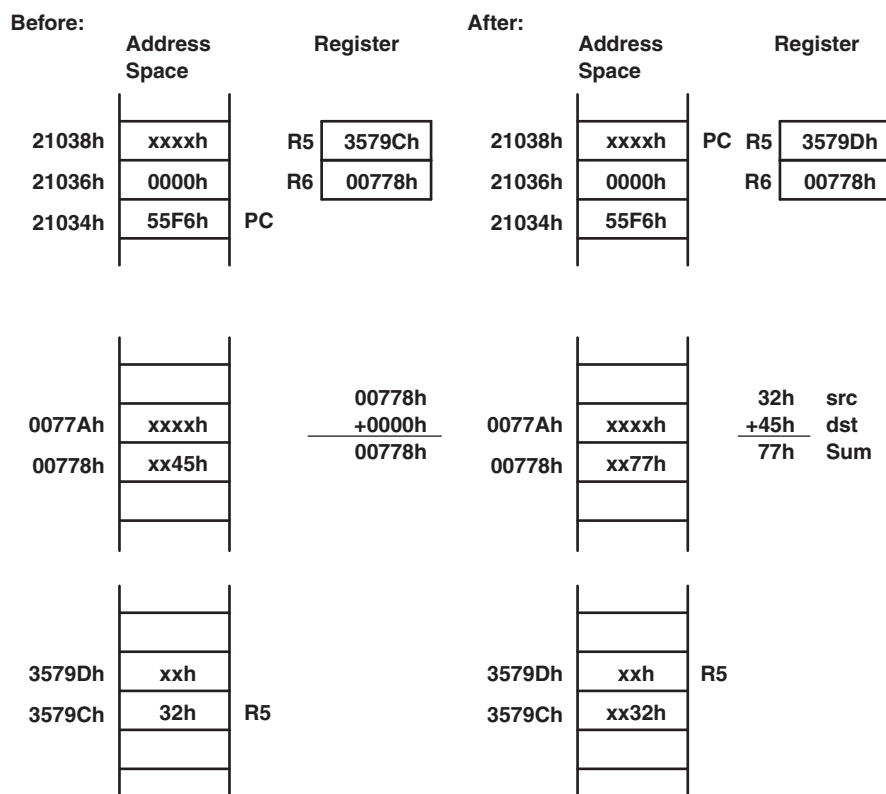 Before:
Address Space
Register
21038h xxxxh R5 3579Ch
21036h 0000h R6 00778h
21034h 55F6h PC
00778h
0077Ah xxxxh +0000h
00778h xx45h 00778h
3579Dh xxh
3579Ch 32h R5
After:
Address Space
Register
21038h xxxxh PC R5 3579Dh
21036h 0000h R6 00778h
21034h 55F6h
32h src
0077Ah xxxxh +45h dst
00778h xx77h 77h Sum
3579Dh xxh R5
3579Ch xx32h